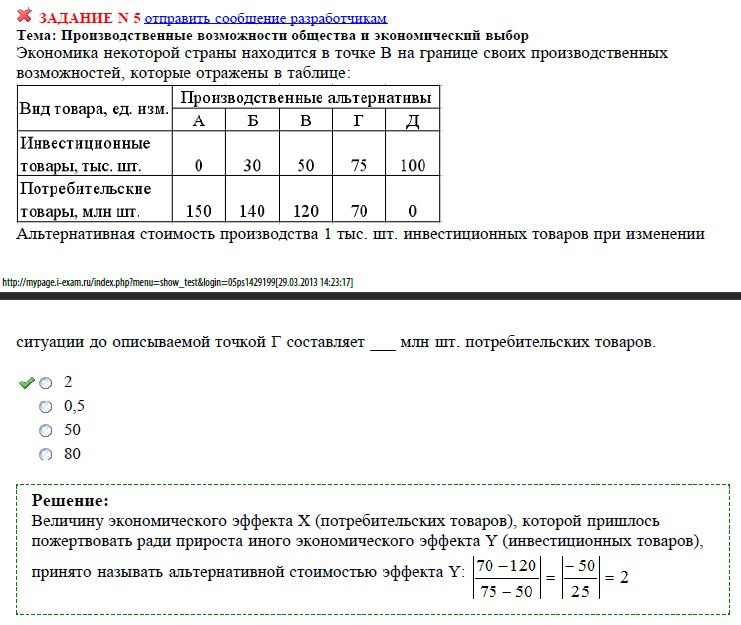 ЗАДАНИЕ N 5 отправить сообщение разработчикам
Тема: Производственные возможности общества и экономический выбор
Экономика некоторой страны находится в точке В на границе своих производственных
возможностей, которые отражены в таблице:
Вид товара, ед. изм. Производственные альтернативы
А Б В Г Д
Инвестиционные
товары, тыс. шт. 0 30 50 75 100
Потребительские
товары, млн шт. 150 140 120 70 0
Альтернативная стоимость производства 1 тыс. шт. инвестиционных товаров при изменении
http://mypage.i-exam.ru/index.php?menu=show_test&login=05ps1429199[29.03.2013 14:23:17]
ситуации до описываемой точкой Г составляет ___ млн шт. потребительских товаров.
2
0,5
50
80
Решение:
Величину экономического эффекта X (потребительских товаров), которой пришлось
пожертвовать ради прироста иного экономического эффекта Y (инвестиционных товаров),
принято называть альтернативной стоимостью эффекта Y: |70 − 120 / 75 − 50| = |− 50 / 25| = 2